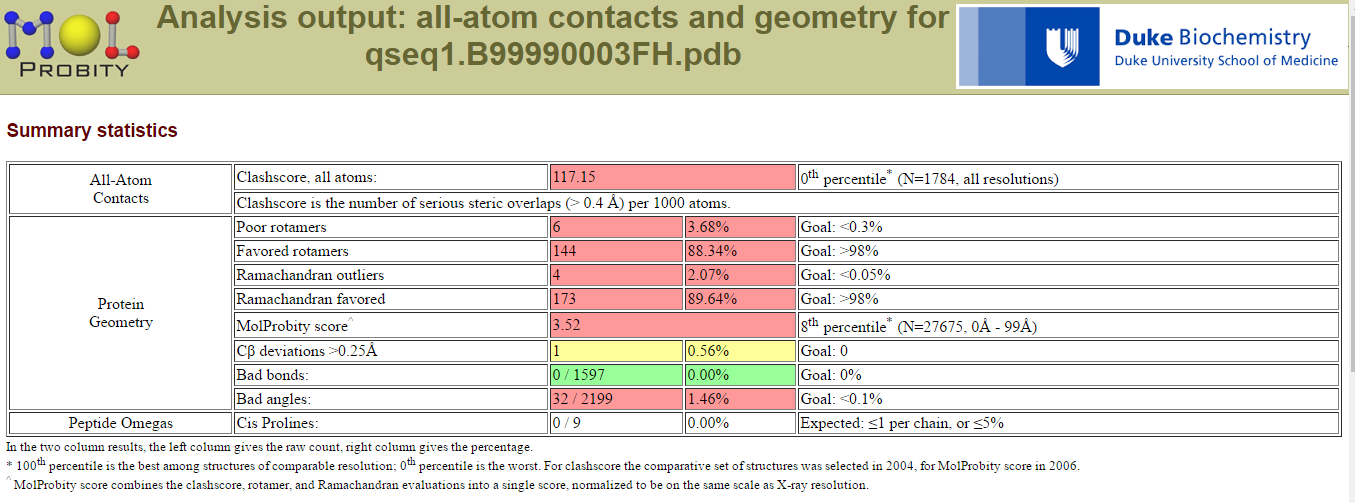 MOL
PROBITY
Analysis output: all-atom contacts and geometry for
qseq1.B99990003FH.pdb
Duke Biochemistry
Duke University School of Medicine
Summary statistics
All-Atom
Contacts
Clashscore, all atoms: 117.15 0th percentile* (N=1784, all resolutions)
Clashscore is the number of serious steric overlaps (> 0.4 Å) per 1000 atoms.
Protein
Geometry
Poor rotamers 6 3.68% Goal: <0.3%
Favored rotamers 144 88.34% Goal: >98%
Ramachandran outliers 4 2.07% Goal: <0.05%
Ramachandran favored 173 89.64% Goal: >98%
MolProbity score^ 3.52 8th percentile* (N=27675, 0Å - 99Å)
Cβ deviations >0.25Å 1 0.56% Goal: 0
Bad bonds: 0 / 1597 0.00% Goal: 0%
Bad angles: 32 / 2199 1.46% Goal: <0.1%
Peptide Omegas Cis Prolines: 0 / 9 0.00% Expected: ≤1 per chain, or ≤5%
In the two column results, the left column gives the raw count, right column gives the percentage.
* 100th percentile is the best among structures of comparable resolution; 0th percentile is the worst. For clashscore the comparative set of structures was selected in 2004, for MolProbity score in 2006.
^ MolProbity score combines the clashscore, rotamer, and Ramachandran evaluations into a single score, normalized to be on the same scale as X-ray resolution.